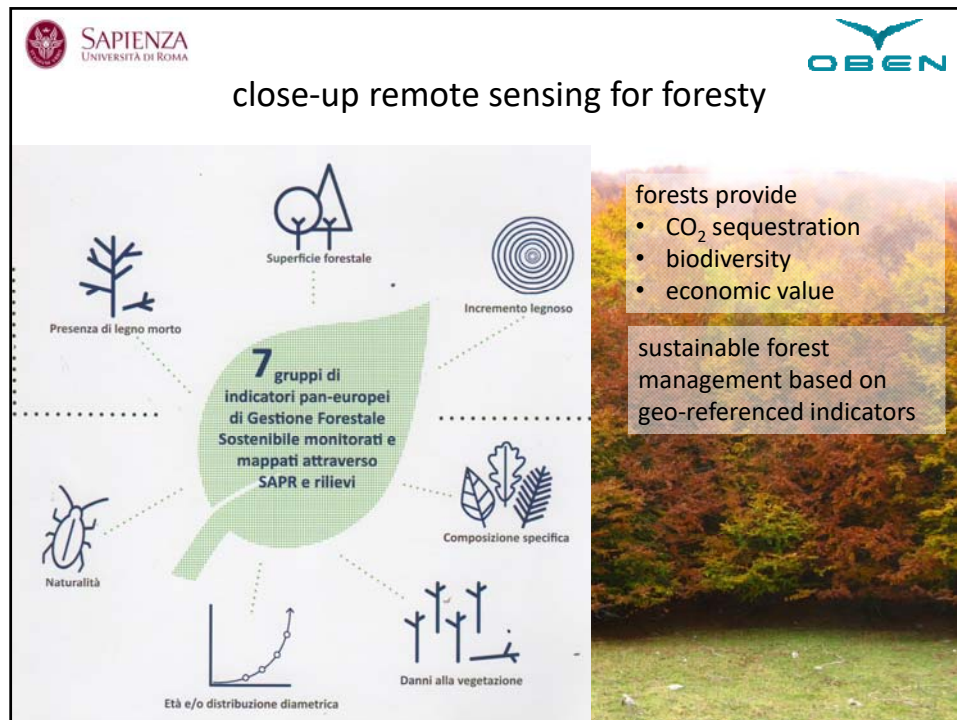 SAPIENZA
UNIVERSITÀ DI ROMA
OBEN
close-up remote sensing for foresty
Superficie forestale
Incremento legnoso
Presenza di legno morto
7 gruppi di
indicatori pan-europei
di Gestione Forestale
Sostenibile monitorati e
mappati attraverso
SAPR e rilievi
Composizione specifica
Naturalità
Danni alla vegetazione
Età e/o distribuzione diametrica
forests provide
• CO₂ sequestration
• biodiversity
• economic value
sustainable forest
management based on
geo-referenced indicators